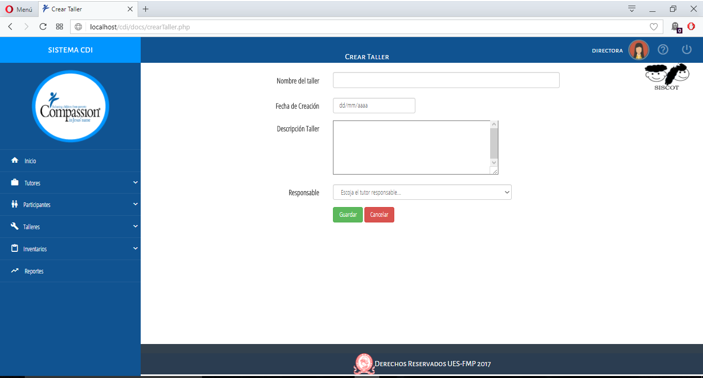 Menú
Crear Taller
localhost/cdi/docs/crearTaller.php
SISTEMA CDI
CREAR TALLER
DIRECTORA
SISCOT
Compassion
Inicio
Tutores
Participantes
Talleres
Inventarios
Reportes
Nombre del taller
Fecha de Creación
dd/mm/aaaa
Descripción Taller
Responsable
Escoja el tutor responsable...
Guardar
Cancelar
DERECHOS RESERVADOS UES-FMP 2017